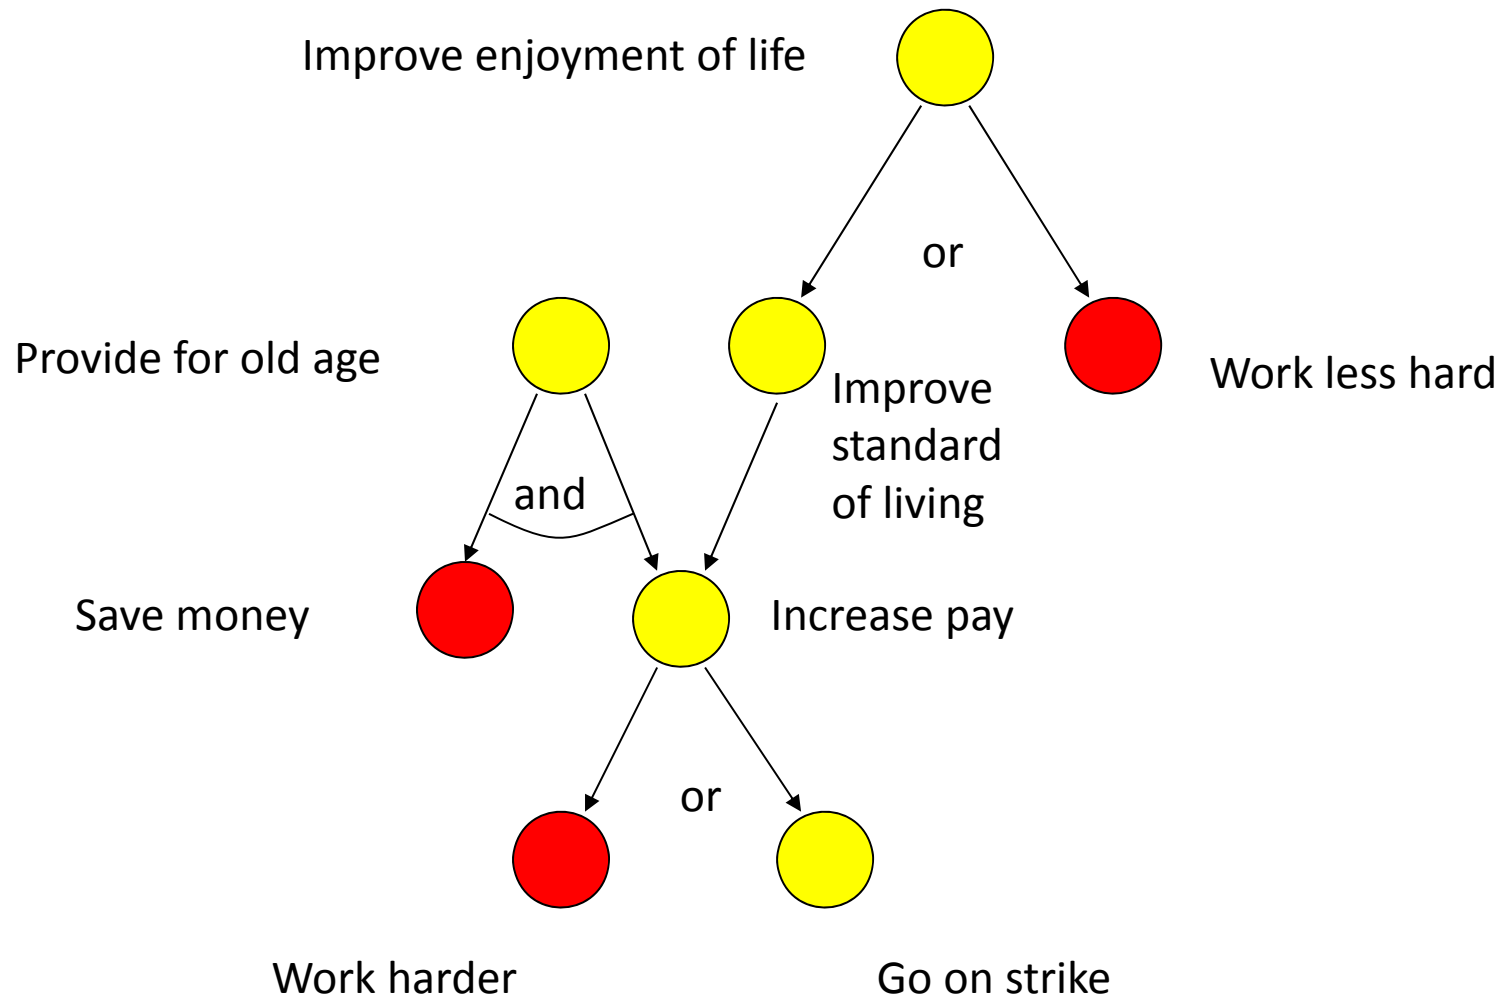 Improve enjoyment of life
or
Provide for old age
Work less hard
Improve
standard
of living
and
Save money
Increase pay
or
Work harder
Go on strike